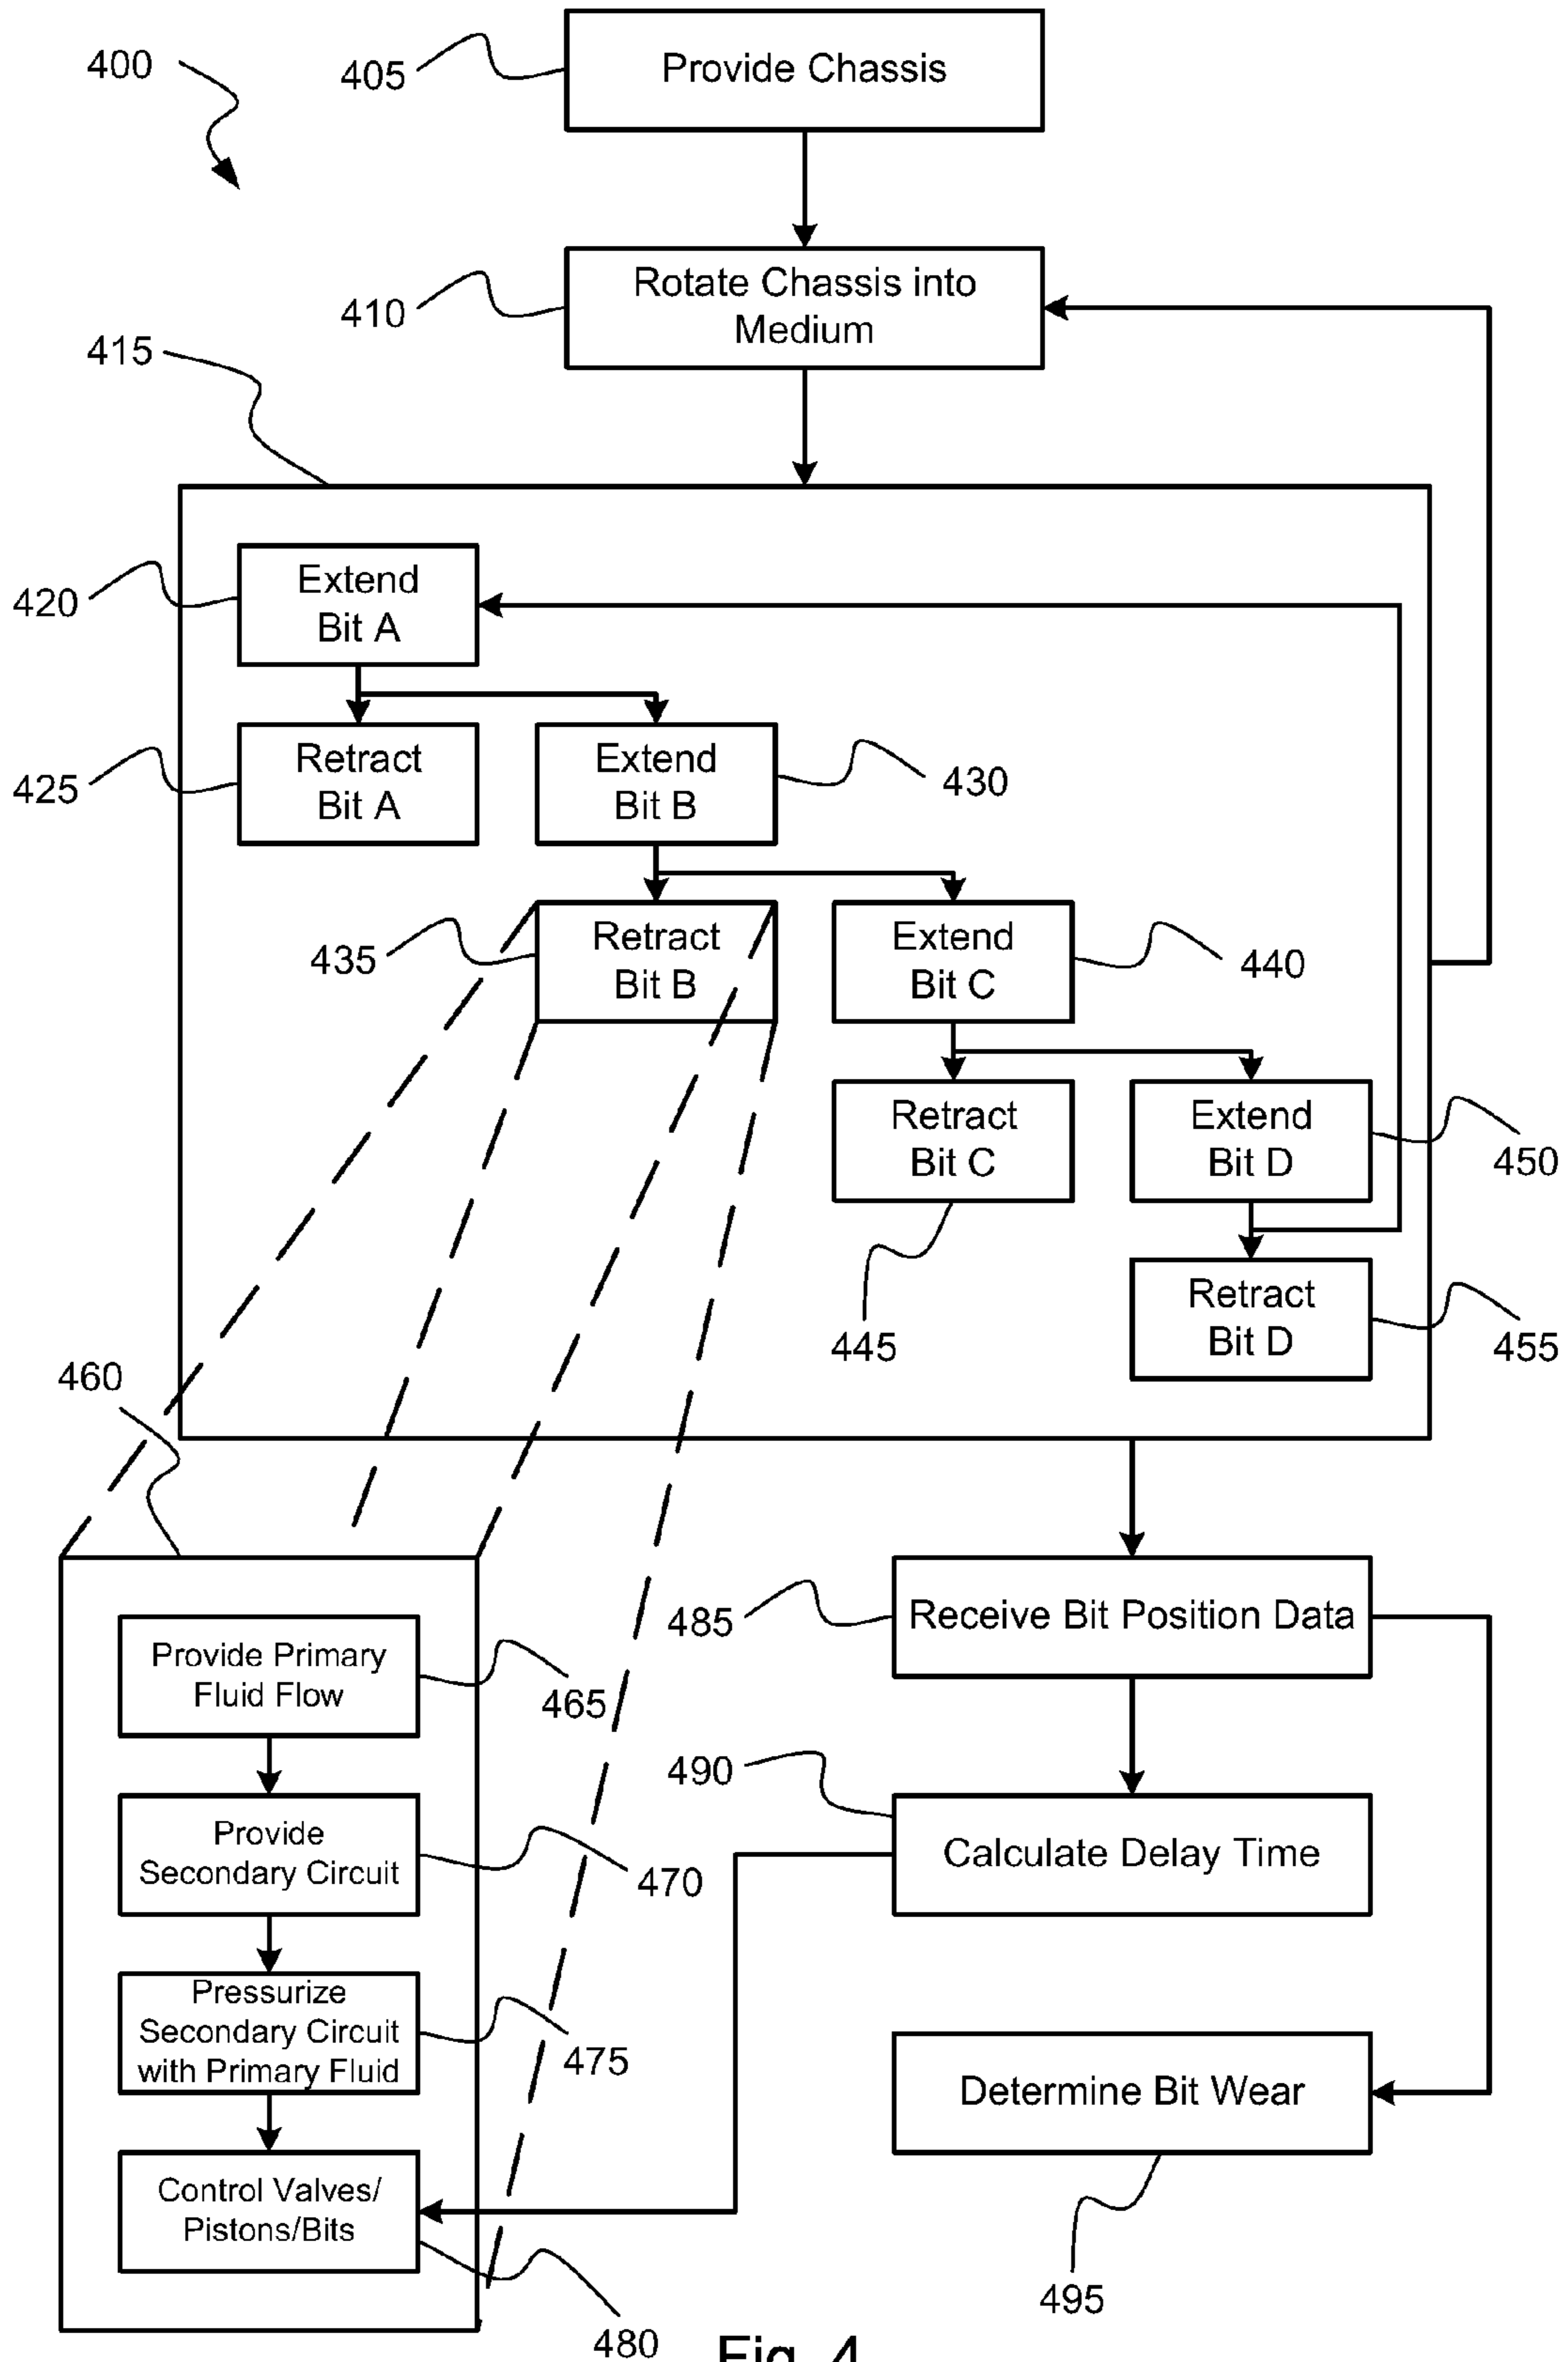 400
405
Provide Chassis
410
Rotate Chassis into
Medium
415
420
Extend
Bit A
425
Retract
Bit A
Extend
Bit B
430
435
Retract
Bit B
Extend
Bit C
440
Retract
Bit C
445
Extend
Bit D
450
Retract
Bit D
455
460
Provide Primary
Fluid Flow
465
Provide
Secondary Circuit
470
Pressurize
Secondary Circuit
with Primary Fluid
475
Control Valves/
Pistons/Bits
480
485
Receive Bit Position Data
490
Calculate Delay Time
Determine Bit Wear
495
Fig. 4